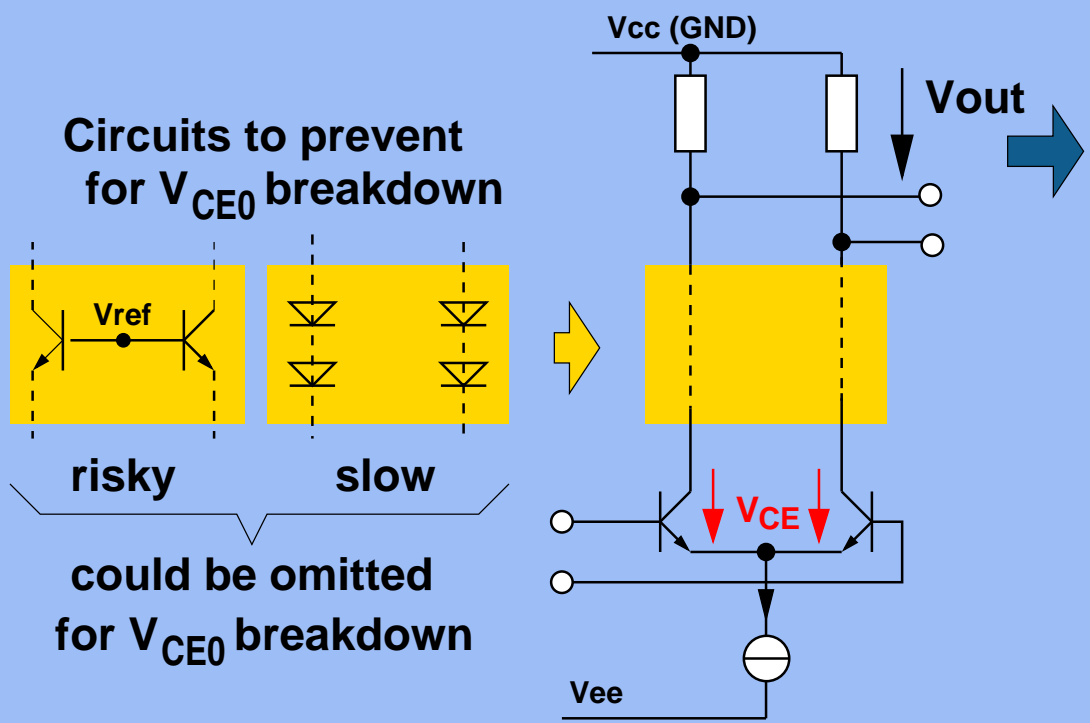 Vcc (GND)
Vout
Circuits to prevent
for VCE0 breakdown
Vref
risky
slow
VCE
could be omitted
for VCE0 breakdown
Vee